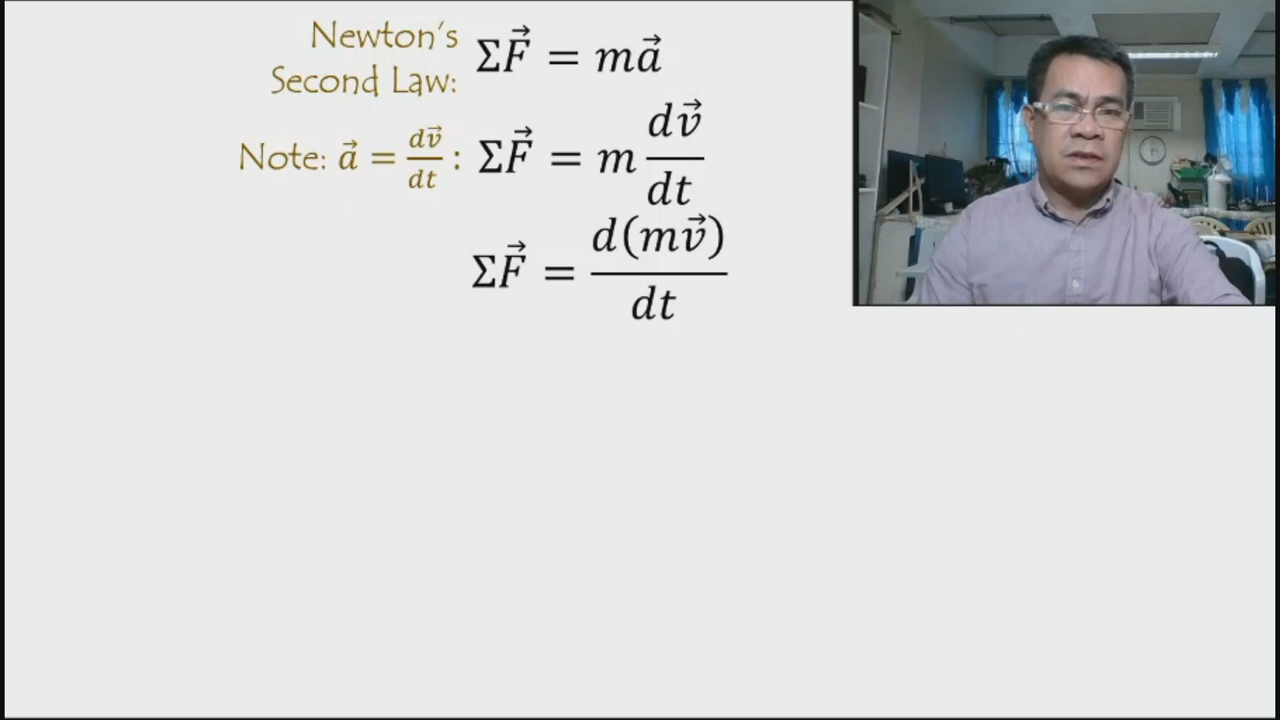 Newton's
Second Law: ΣF⃗ = ma⃗
Note: a⃗ = dv⃗/dt : ΣF⃗ = m dv⃗/dt
ΣF⃗ = d(mv⃗)/dt